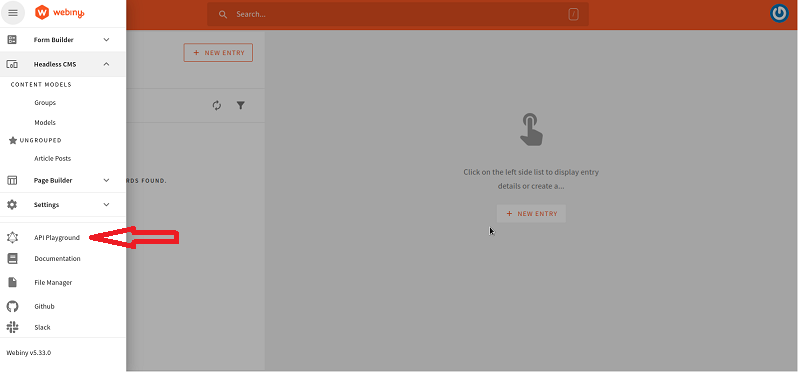 webiny
Search...
/
Form Builder
Headless CMS
CONTENT MODELS
Groups
Models
UNGROUPED
Article Posts
Page Builder
Settings
API Playground
Documentation
File Manager
Github
Slack
Webiny v5.33.0
+ NEW ENTRY
RDS FOUND.
Click on the left side list to display entry
details or create a...
+ NEW ENTRY